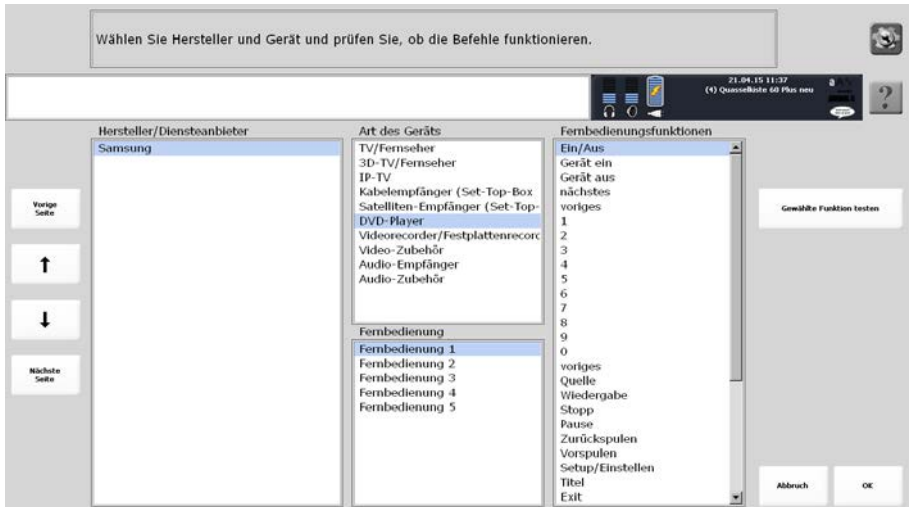 Wählen Sie Hersteller und Gerät und prüfen Sie, ob die Befehle funktionieren.
21.04.15 11:37
(4) Quasselkiste 60 Plus neu
a
?
Hersteller/Diensteanbieter
Samsung
Art des Geräts
TV/Fernseher
3D-TV/Fernseher
IP-TV
Kabelempfänger (Set-Top-Box
Satelliten-Empfänger (Set-Top-
DVD-Player
Videorecorder/Festplattenrecorc
Video-Zubehör
Audio-Empfänger
Audio-Zubehör
Fernbedienung
Fernbedienung 1
Fernbedienung 2
Fernbedienung 3
Fernbedienung 4
Fernbedienung 5
Fernbedienungsfunktionen
Ein/Aus
Gerät ein
Gerät aus
nächstes
voriges
1
2
3
4
5
6
7
8
9
0
voriges
Quelle
Wiedergabe
Stopp
Pause
Zurückspulen
Vorspulen
Setup/Einstellen
Titel
Exit
Vorige
Seite
Nächste
Seite
Gewählte Funktion testen
Abbruch
OK